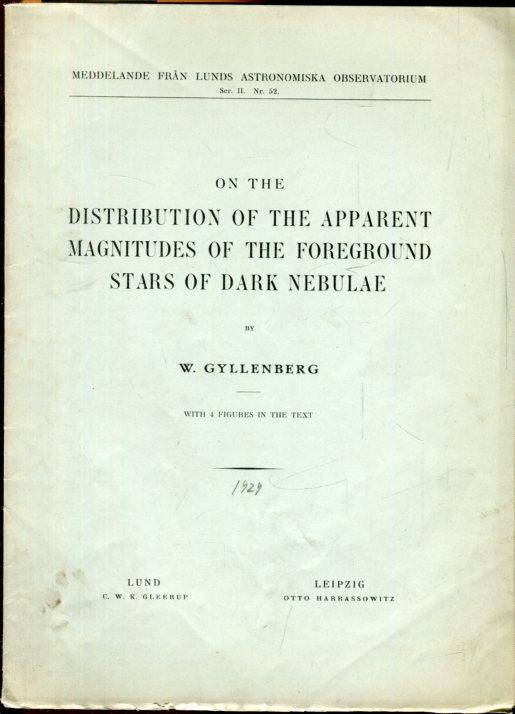 MEDDELANDE FRÅN LUNDS ASTRONOMISKA OBSERVATORIUM
Ser. II. Nr. 52.
ON THE
DISTRIBUTION OF THE APPARENT
MAGNITUDES OF THE FOREGROUND
STARS OF DARK NEBULAE
BY
W. GYLLENBERG
WITH 4 FIGURES IN THE TEXT
1929
LUND
C. W. K. GLEERUP
LEIPZIG
OTTO HARRASSOWITZ